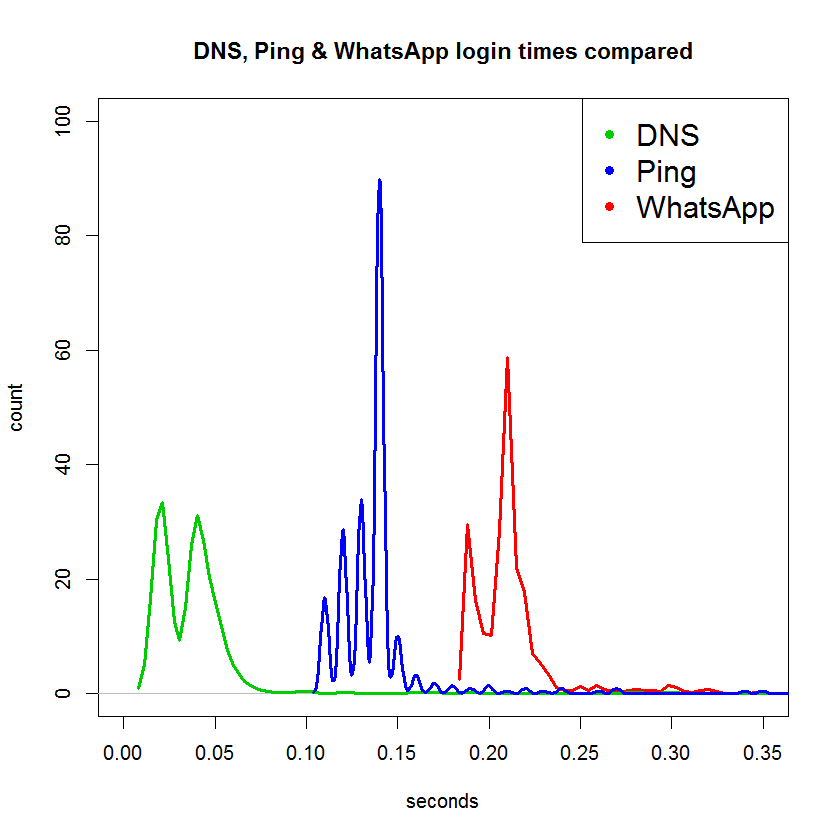 DNS, Ping & WhatsApp login times compared
DNS
Ping
WhatsApp
100
80
60
40
20
0
count
0.00 0.05 0.10 0.15 0.20 0.25 0.30 0.35
seconds